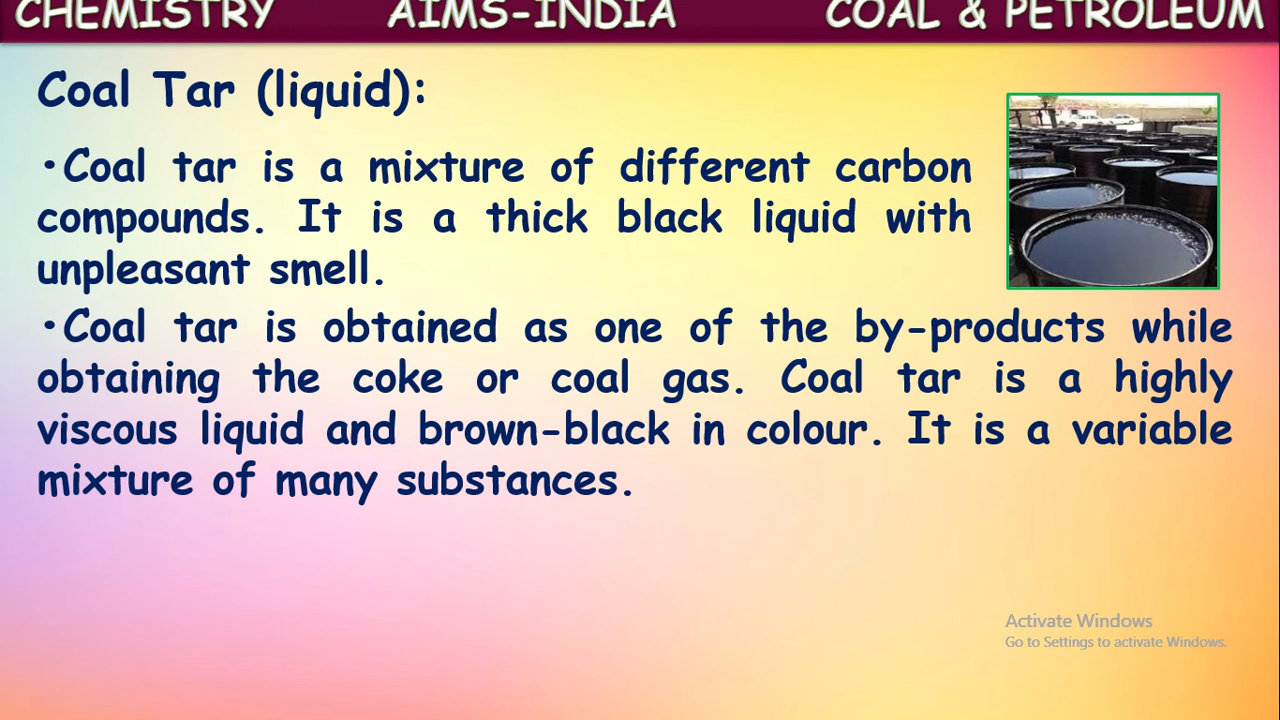 CHEMISTRY AIMS-INDIA COAL & PETROLEUM
Coal Tar (liquid):
•Coal tar is a mixture of different carbon
compounds. It is a thick black liquid with
unpleasant smell.
•Coal tar is obtained as one of the by-products while
obtaining the coke or coal gas. Coal tar is a highly
viscous liquid and brown-black in colour. It is a variable
mixture of many substances.
Activate Windows
Go to Settings to activate Windows.